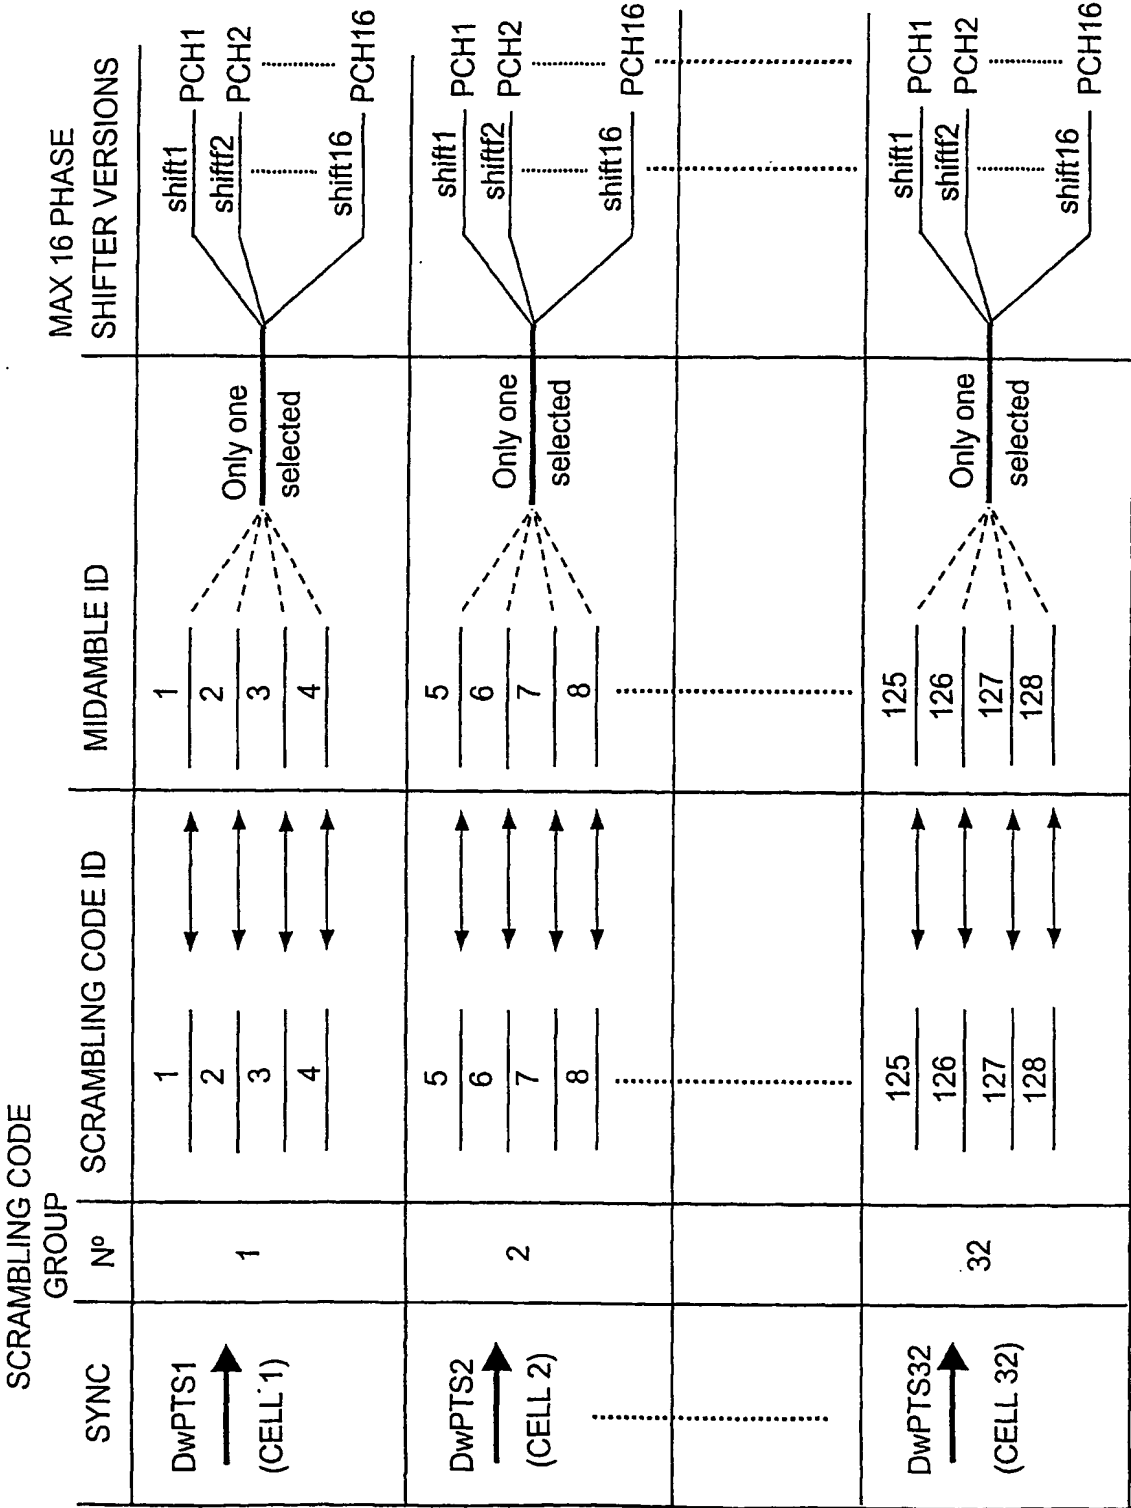 SCRAMBLING CODE
GROUP
SYNC
Nº
SCRAMBLING CODE ID
MIDAMBLE ID
MAX 16 PHASE
SHIFTER VERSIONS
DwPTS1
(CELL 1)
1
1
2
3
4
1
2
3
4
Only one
selected
shift1
shiftf2
shift16
PCH1
PCH2
PCH16
DwPTS2
(CELL 2)
2
5
6
7
8
5
6
7
8
Only one
selected
shift1
shiftf2
shift16
PCH1
PCH2
PCH16
DwPTS32
(CELL 32)
32
125
126
127
128
125
126
127
128
Only one
selected
shift1
shiftf2
shift16
PCH1
PCH2
PCH16